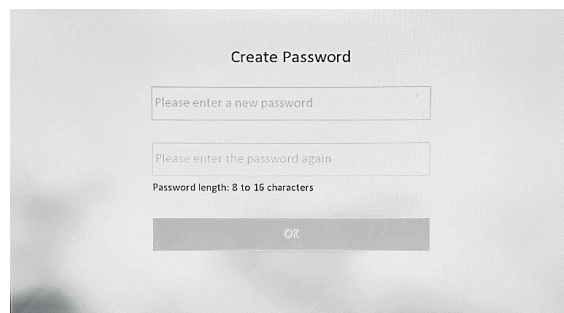 Create Password
Please enter a new password
Please enter the password again
Password length: 8 to 16 characters
OK